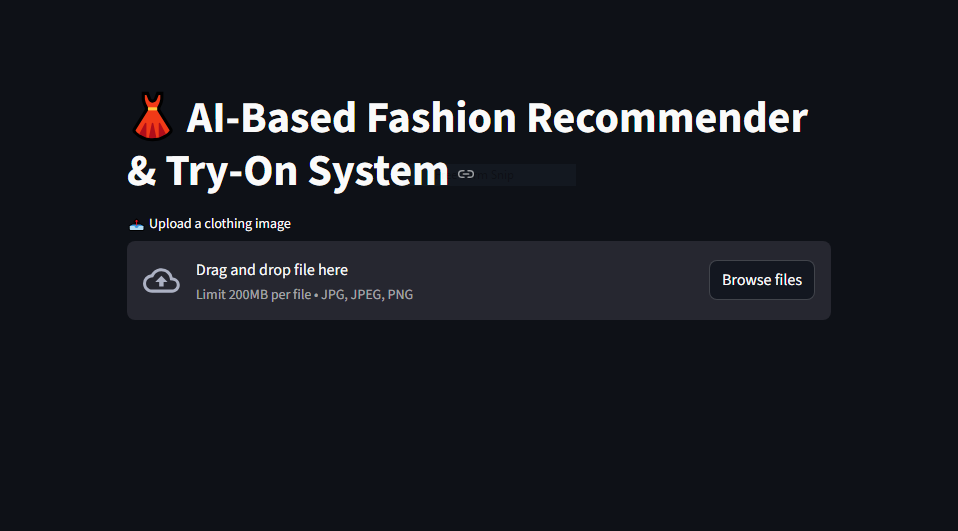 AI-Based Fashion Recommender
& Try-On System
Upload a clothing image
Drag and drop file here
Limit 200MB per file • JPG, JPEG, PNG
Browse files